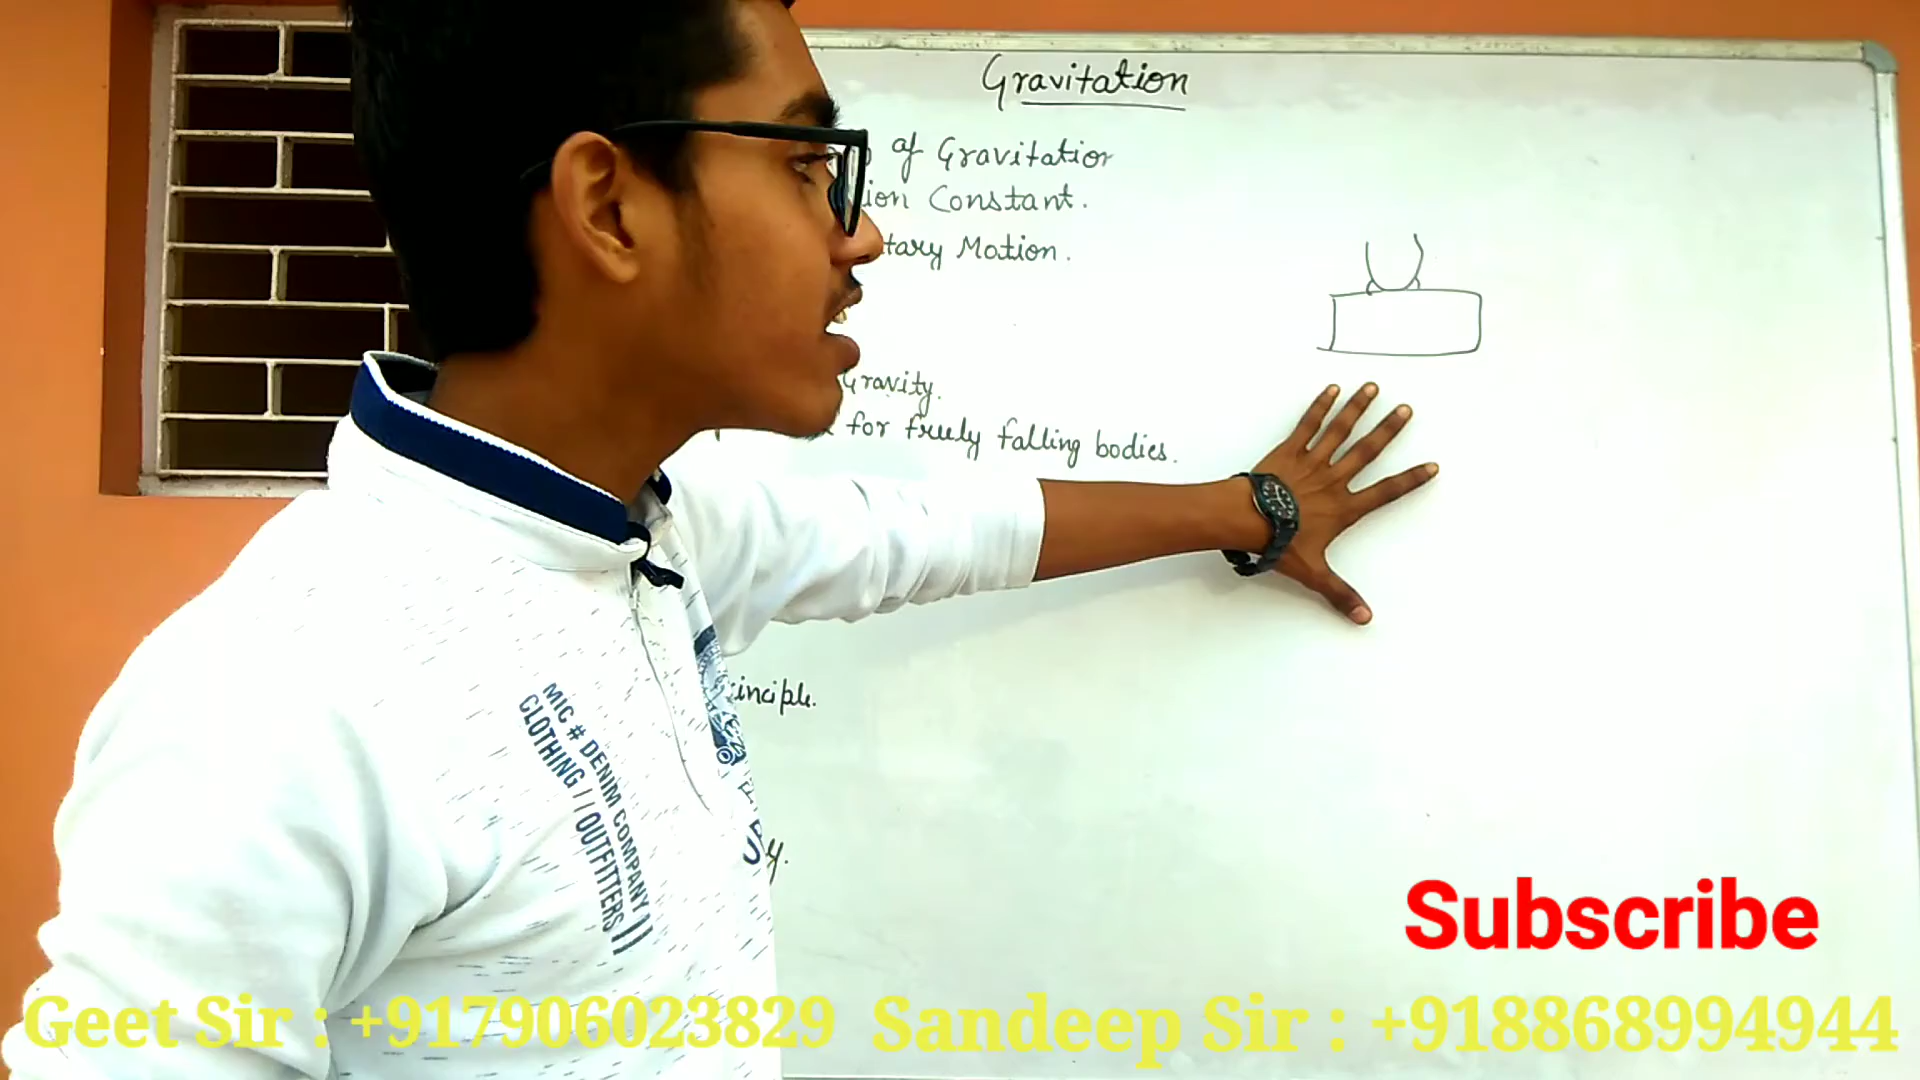 Gravitation
of Gravitation
ion Constant.
tary Motion.
Gravity.
for freely falling bodies.
inciple.
y.
MIC # DENIM COMPANY ))
CLOTHING / / OUTFITTERS
Subscribe
Geet Sir : +917906023829 Sandeep Sir : +918868994944